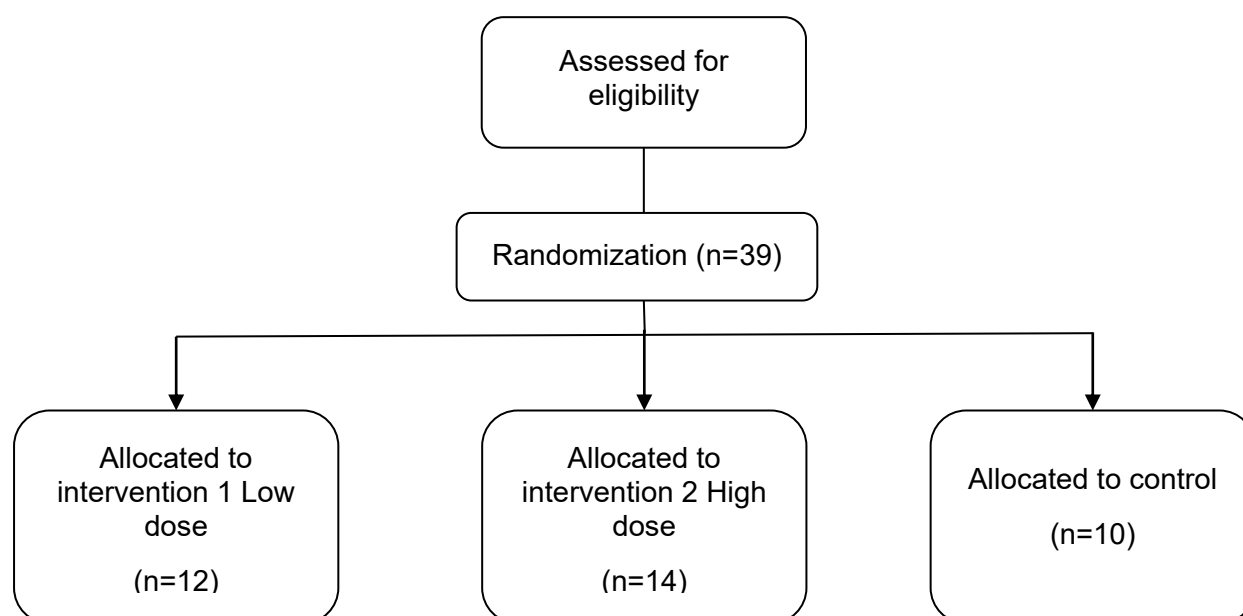 Assessed for
eligibility
Randomization (n=39)
Allocated to
intervention 1 Low
dose
(n=12)
Allocated to
intervention 2 High
dose
(n=14)
Allocated to control
(n=10)